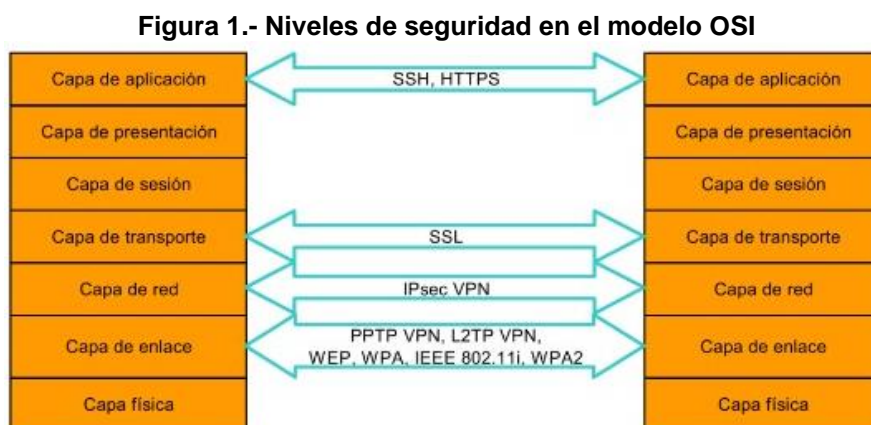 Figura 1.- Niveles de seguridad en el modelo OSI
Capa de aplicación
SSH, HTTPS
Capa de aplicación
Capa de presentación
Capa de presentación
Capa de sesión
Capa de sesión
Capa de transporte
SSL
Capa de transporte
Capa de red
IPsec VPN
Capa de red
Capa de enlace
PPTP VPN, L2TP VPN,
WEP, WPA, IEEE 802.11i, WPA2
Capa de enlace
Capa física
Capa física